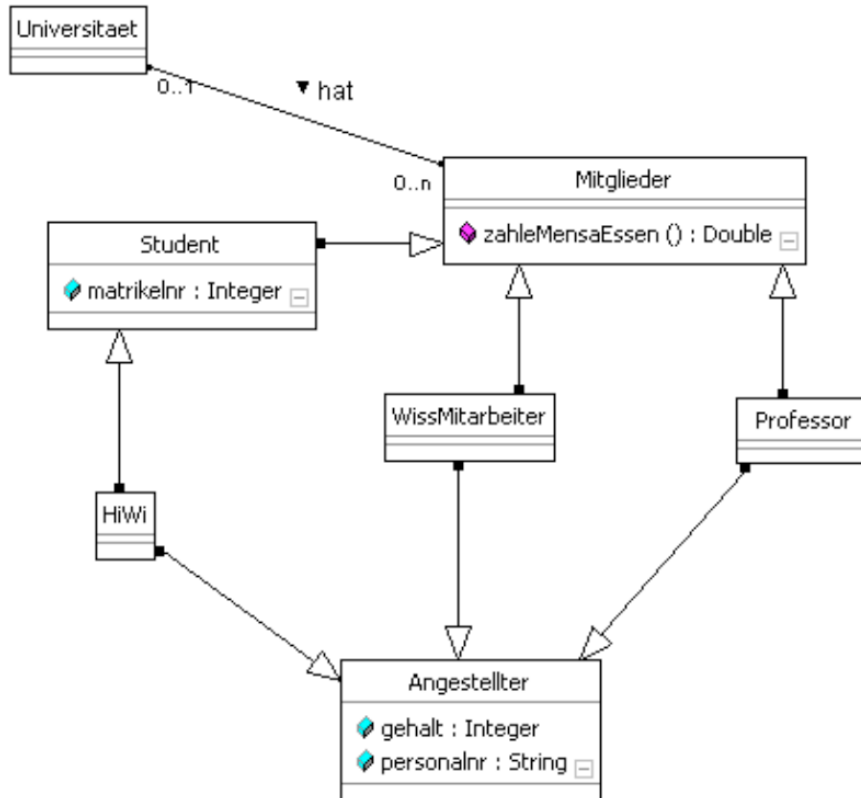 Universitaet
0..1
▼ hat
0..n
Mitglieder
zahleMensaEssen () : Double
Student
matrikelnr : Integer
WissMitarbeiter
Professor
HiWi
Angestellter
gehalt : Integer
personalnr : String